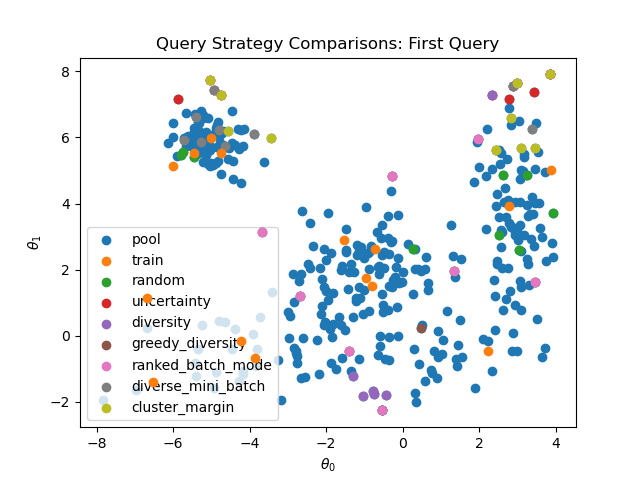 Query Strategy Comparisons: First Query
8
6
4
2
0
−2
θ1
pool
train
random
uncertainty
diversity
greedy_diversity
ranked_batch_mode
diverse_mini_batch
cluster_margin
−8 −6 −4 −2 0 2 4
θ0